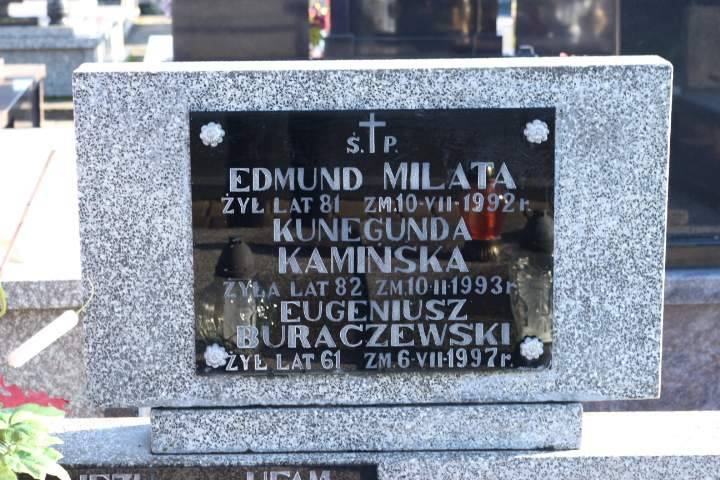 Ś. P.
EDMUND MILATA
ŻYŁ LAT 81 ZM. 10-VII-1992 r.
KUNEGUNDA
KAMIŃSKA
ŻYŁA LAT 82 ZM. 10-II-1993 r.
EUGENIUSZ
BURACZEWSKI
ŻYŁ LAT 61 ZM. 6-VII-1997 r.